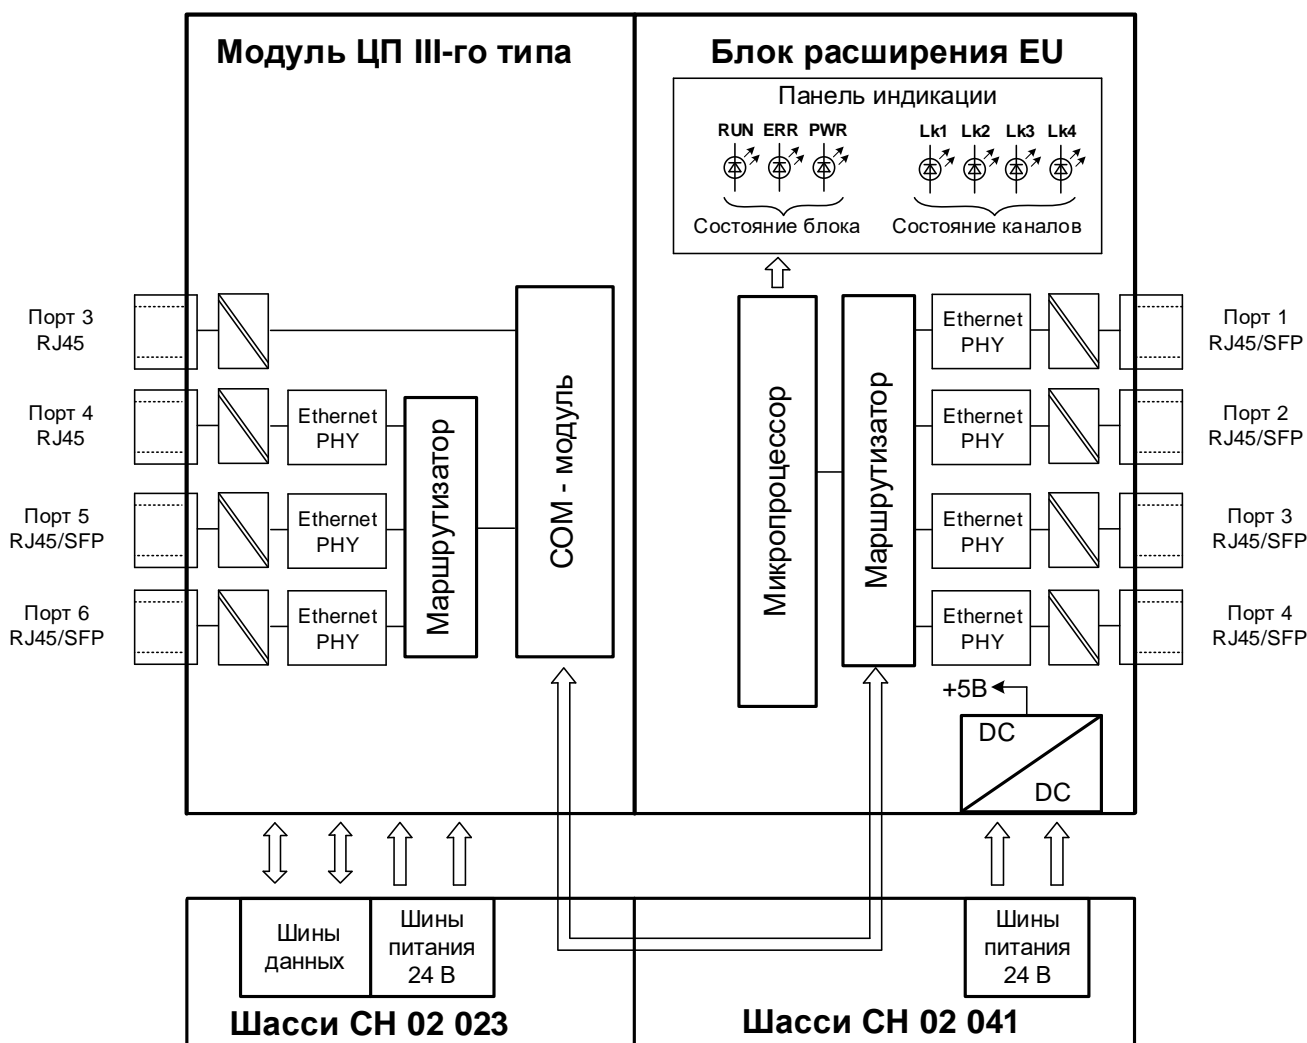 Модуль ЦП III-го типа
Блок расширения EU
Панель индикации
RUN ERR PWR
Lk1 Lk2 Lk3 Lk4
Состояние блока
Состояние каналов
Порт 3
RJ45
Порт 4
RJ45
Порт 5
RJ45/SFP
Порт 6
RJ45/SFP
Ethernet
PHY
Ethernet
PHY
Ethernet
PHY
Маршрутизатор
COM - модуль
Микропроцессор
Маршрутизатор
Ethernet
PHY
Ethernet
PHY
Ethernet
PHY
Ethernet
PHY
Порт 1
RJ45/SFP
Порт 2
RJ45/SFP
Порт 3
RJ45/SFP
Порт 4
RJ45/SFP
+5В
DC
DC
Шины
данных
Шины
питания
24 В
Шины
питания
24 В
Шасси CH 02 023
Шасси CH 02 041